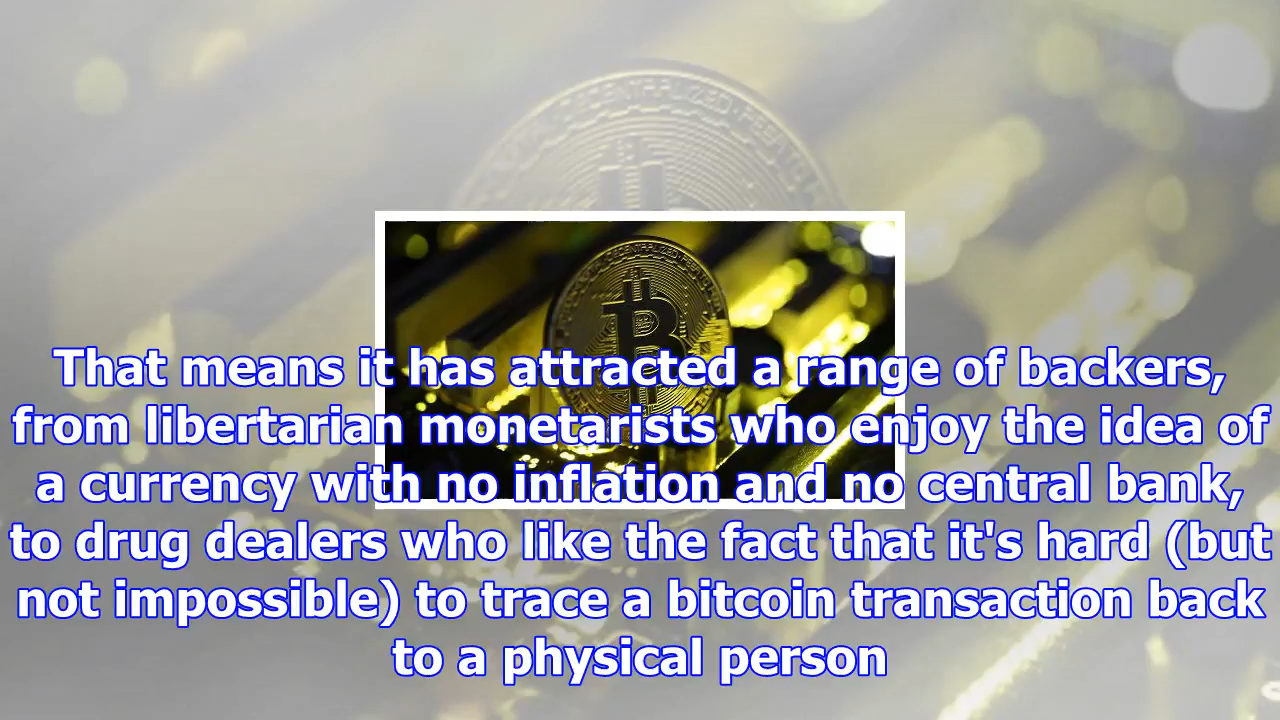 DECENTRALIZED
DECENTRALIZED
That means it has attracted a range of backers,
from libertarian monetarists who enjoy the idea of
a currency with no inflation and no central bank,
to drug dealers who like the fact that it's hard (but
not impossible) to trace a bitcoin transaction back
to a physical person